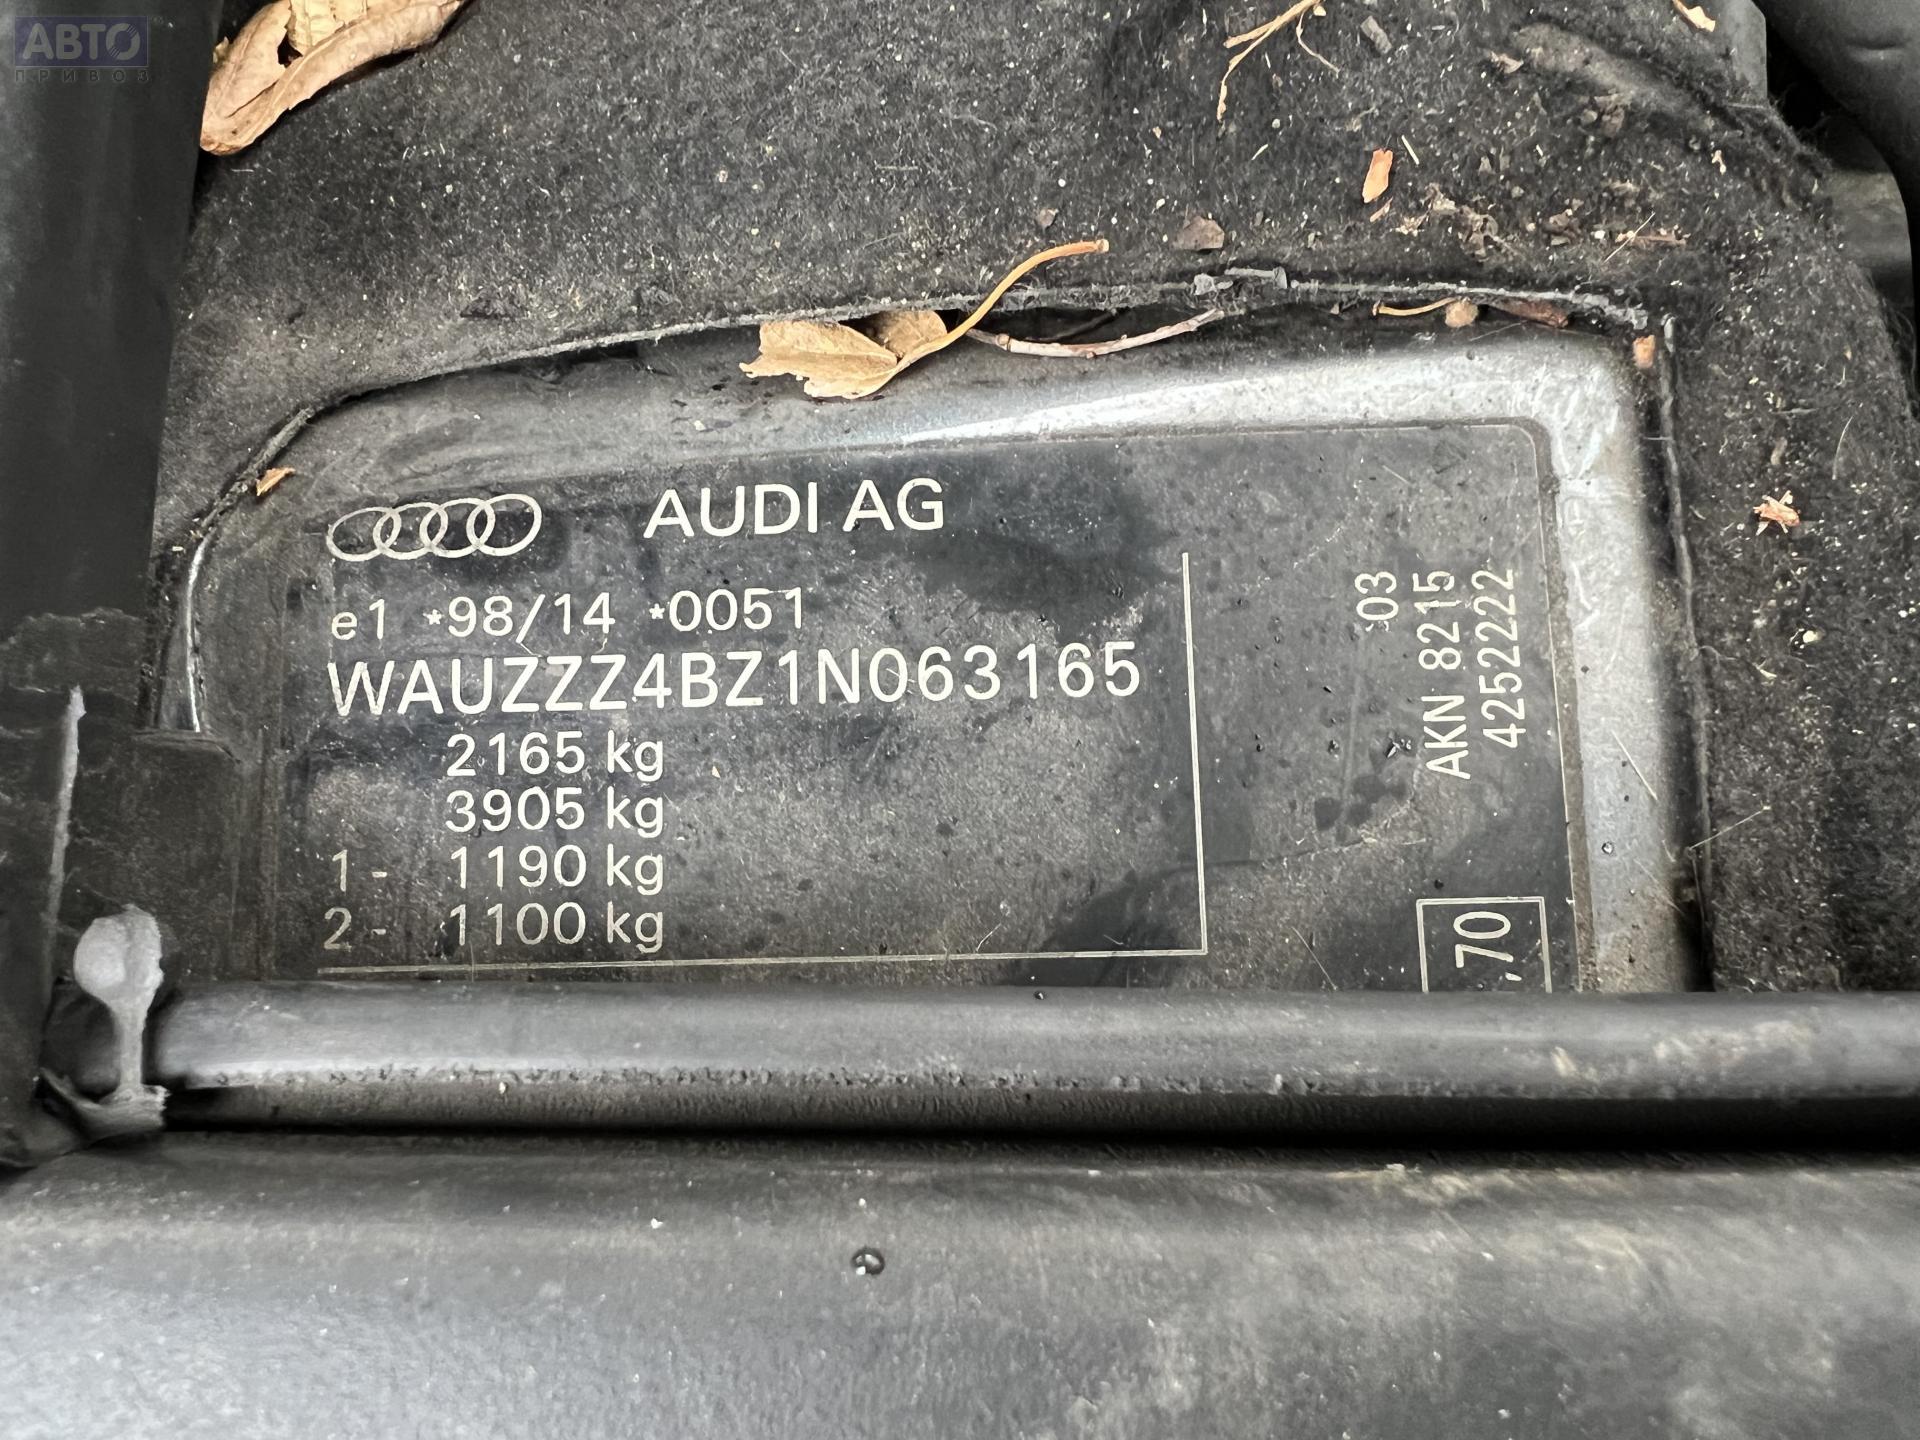 АВТО
ПРИВОЗ
AUDI AG
e1 *98/14 *0051
WAUZZZ4BZ1N063165
2165 kg
3905 kg
1- 1190 kg
2- 1100 kg
03
AKN 8215
4252222
,70